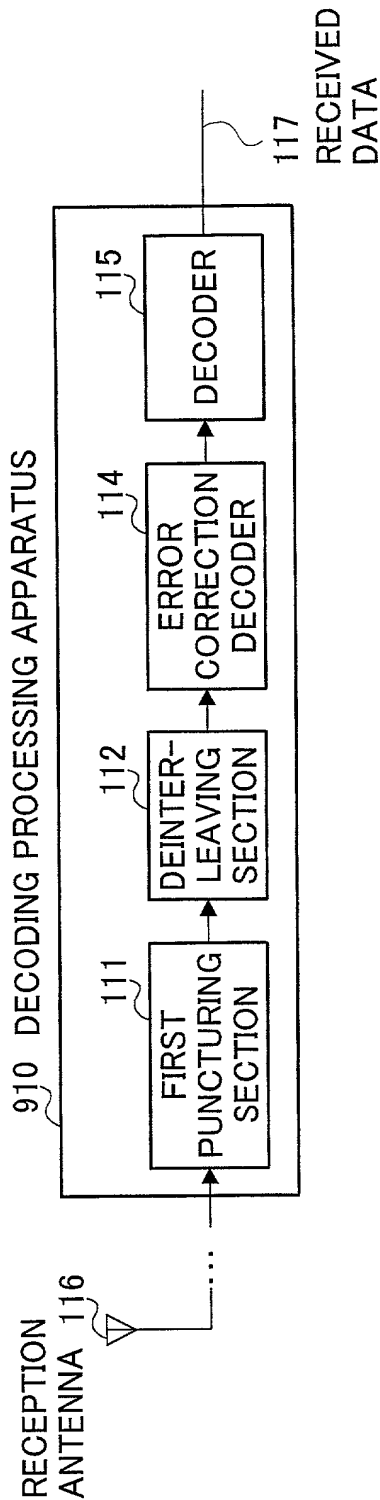 910 DECODING PROCESSING APPARATUS
RECEPTION
ANTENNA 116
....
111
FIRST
PUNCTURING
SECTION
112
DEINTER-
LEAVING
SECTION
114
ERROR
CORRECTION
DECODER
115
DECODER
117
RECEIVED
DATA